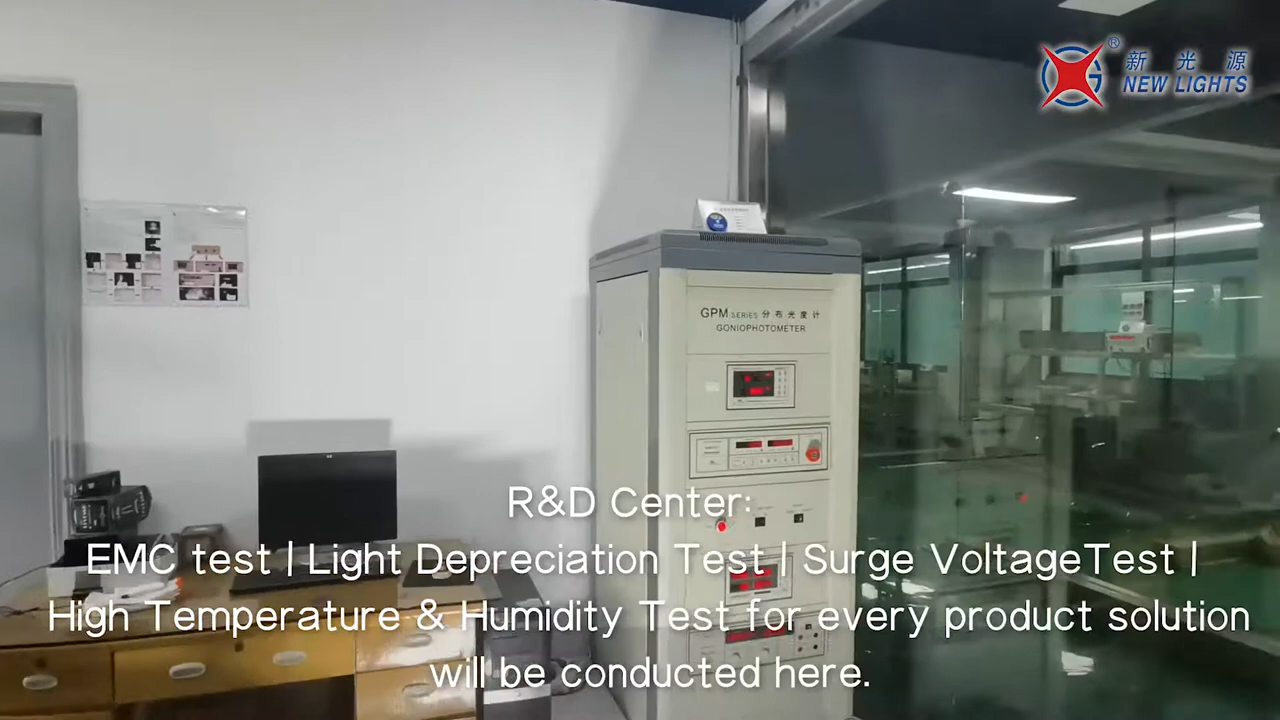 ® 新光源
NEW LIGHTS
GPM SERIES 分布光度计
GONIOPHOTOMETER
R&D Center:
EMC test | Light Depreciation Test | Surge VoltageTest |
High Temperature & Humidity Test for every product solution
will be conducted here.